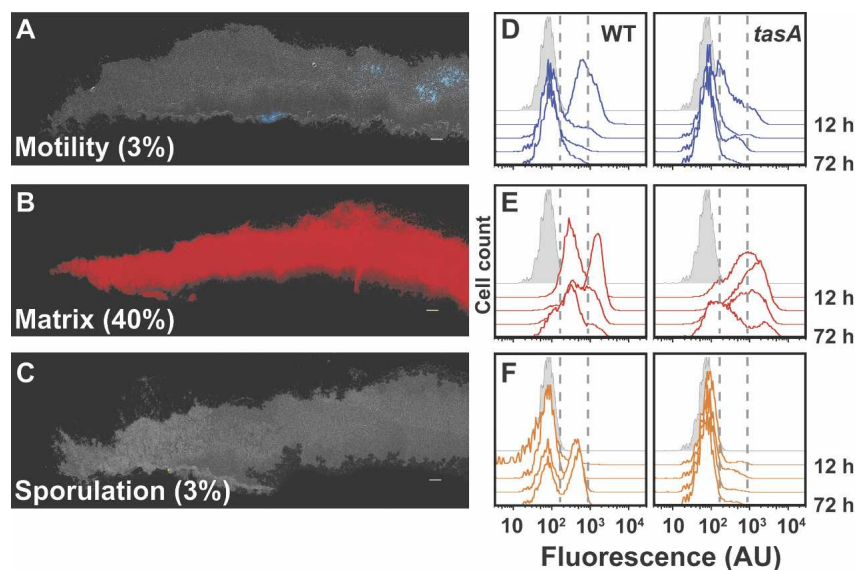 A
Motility (3%)
B
Matrix (40%)
C
Sporulation (3%)
D
WT
tasA
12 h
72 h
E
Cell count
12 h
72 h
F
12 h
72 h
10 10² 10³ 10⁴ 10 10² 10³ 10⁴
Fluorescence (AU)